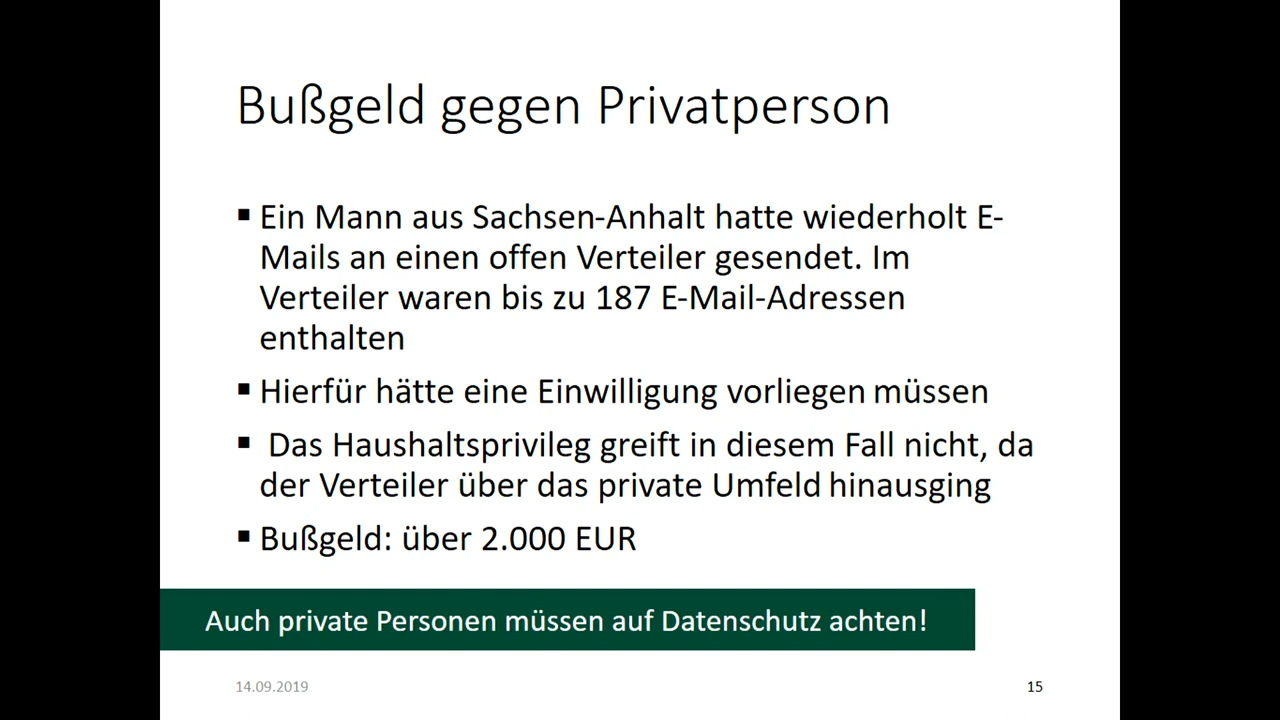 Bußgeld gegen Privatperson
▪ Ein Mann aus Sachsen-Anhalt hatte wiederholt E-
Mails an einen offen Verteiler gesendet. Im
Verteiler waren bis zu 187 E-Mail-Adressen
enthalten
▪ Hierfür hätte eine Einwilligung vorliegen müssen
▪ Das Haushaltsprivileg greift in diesem Fall nicht, da
der Verteiler über das private Umfeld hinausging
▪ Bußgeld: über 2.000 EUR
Auch private Personen müssen auf Datenschutz achten!
14.09.2019
15